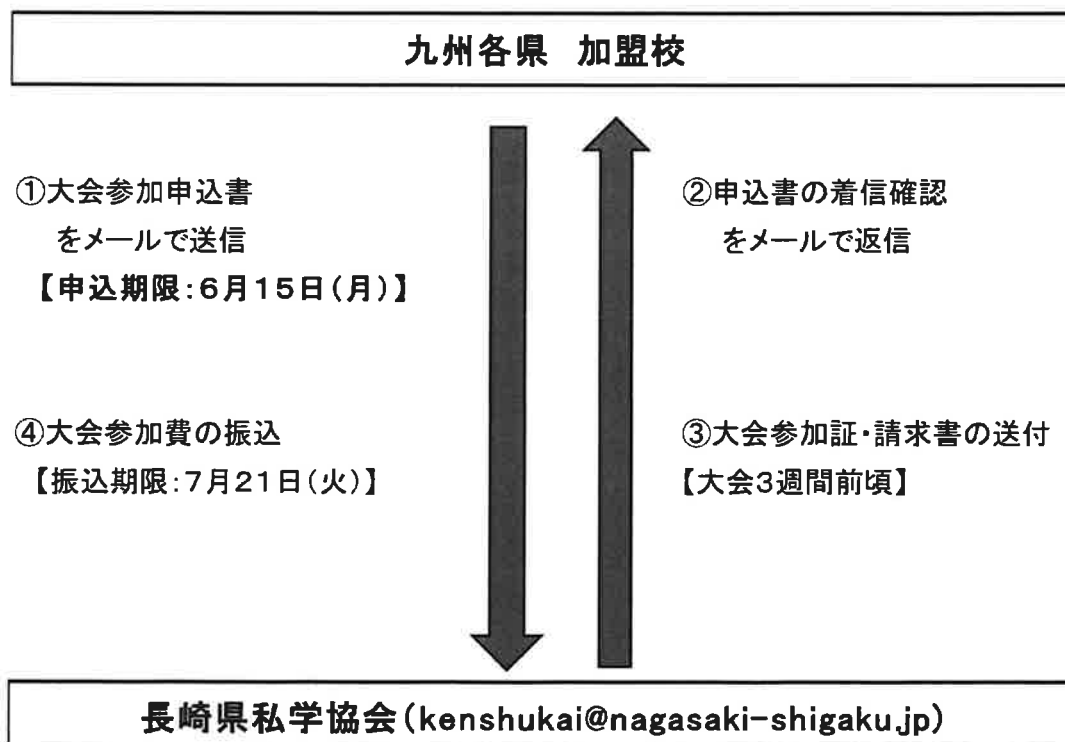 九州各県 加盟校
①大会参加申込書
をメールで送信
【申込期限:6月15日(月)】
②申込書の着信確認
をメールで返信
④大会参加費の振込
【振込期限:7月21日(火)】
③大会参加証・請求書の送付
【大会3週間前頃】
長崎県私学協会(kenshukai@nagasaki-shigaku.jp)